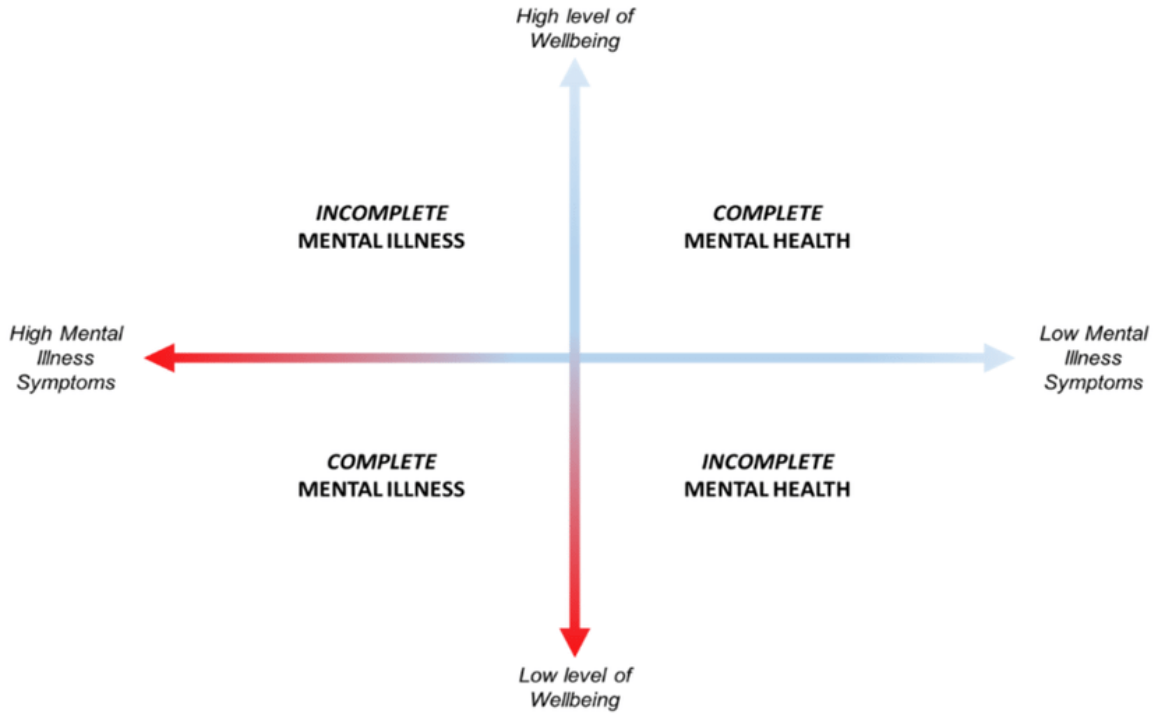 High level of
Wellbeing
INCOMPLETE
MENTAL ILLNESS
COMPLETE
MENTAL HEALTH
High Mental
Illness
Symptoms
Low Mental
Illness
Symptoms
COMPLETE
MENTAL ILLNESS
INCOMPLETE
MENTAL HEALTH
Low level of
Wellbeing